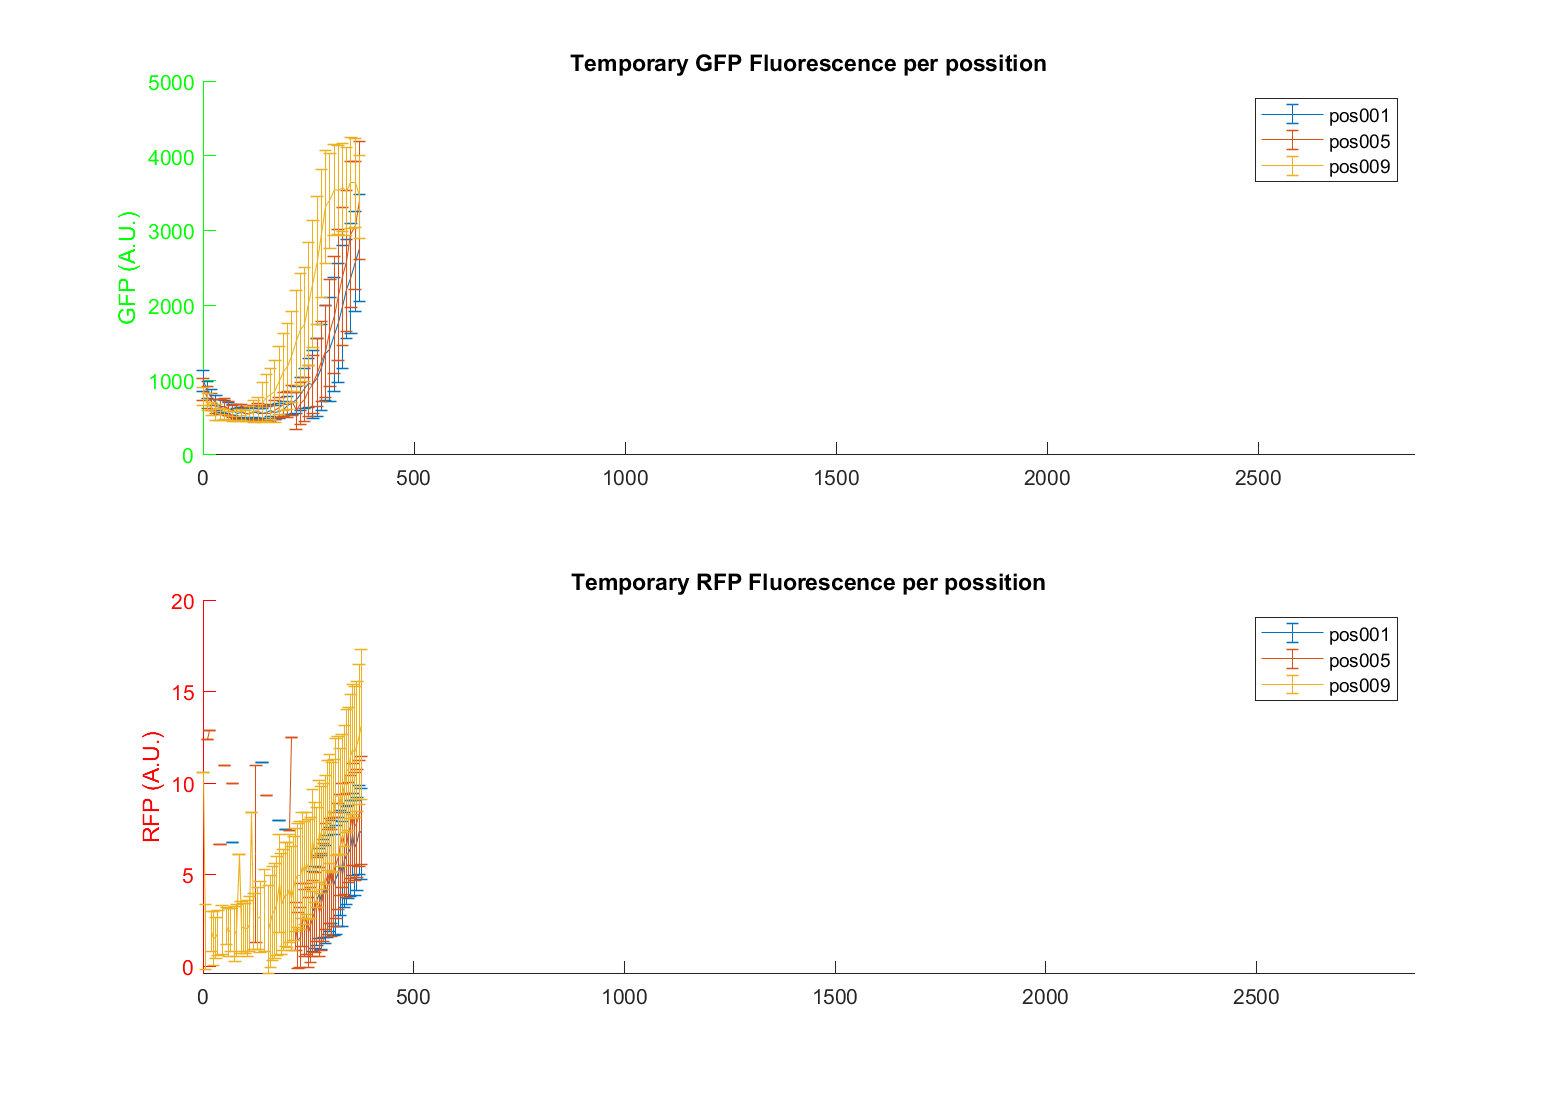 Temporary GFP Fluorescence per possition
5000
4000
3000
2000
1000
0
GFP (A.U.)
0 500 1000 1500 2000 2500
pos001
pos005
pos009
Temporary RFP Fluorescence per possition
20
15
10
5
0
RFP (A.U.)
0 500 1000 1500 2000 2500
pos001
pos005
pos009